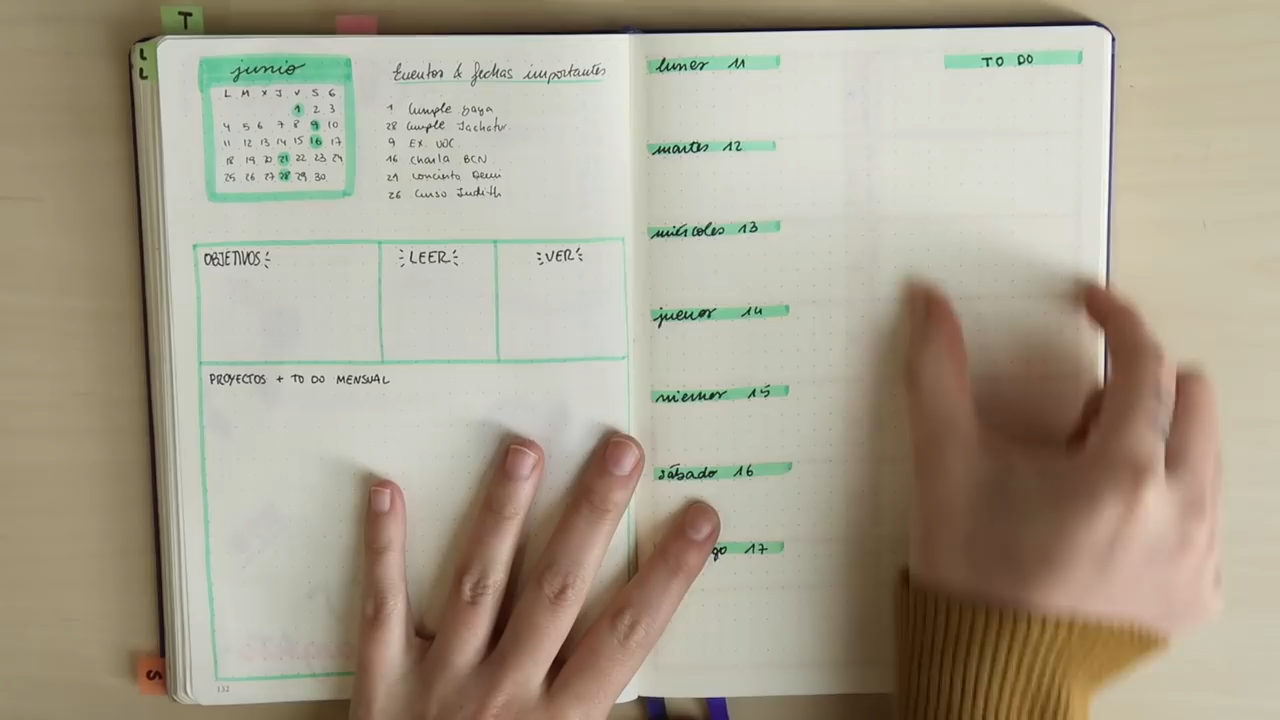 T
L
L
junio
L M X J V S G
1 2 3
4 5 6 7 8 9 10
11 12 13 14 15 16 17
18 19 20 21 22 23 24
25 26 27 28 29 30
Eventos & fechas importantes
1 Cumple yaya
28 Cumple
9 EX. UOC
16 Charla BCN
21 Concierto Demi
26 Curso Judith
OBJETIVOS
LEER
VER
PROYECTOS + TO DO MENSUAL
132
S
lunes 11
martes 12
miércoles 13
jueves 14
viernes 15
sábado 16
go 17
TO DO